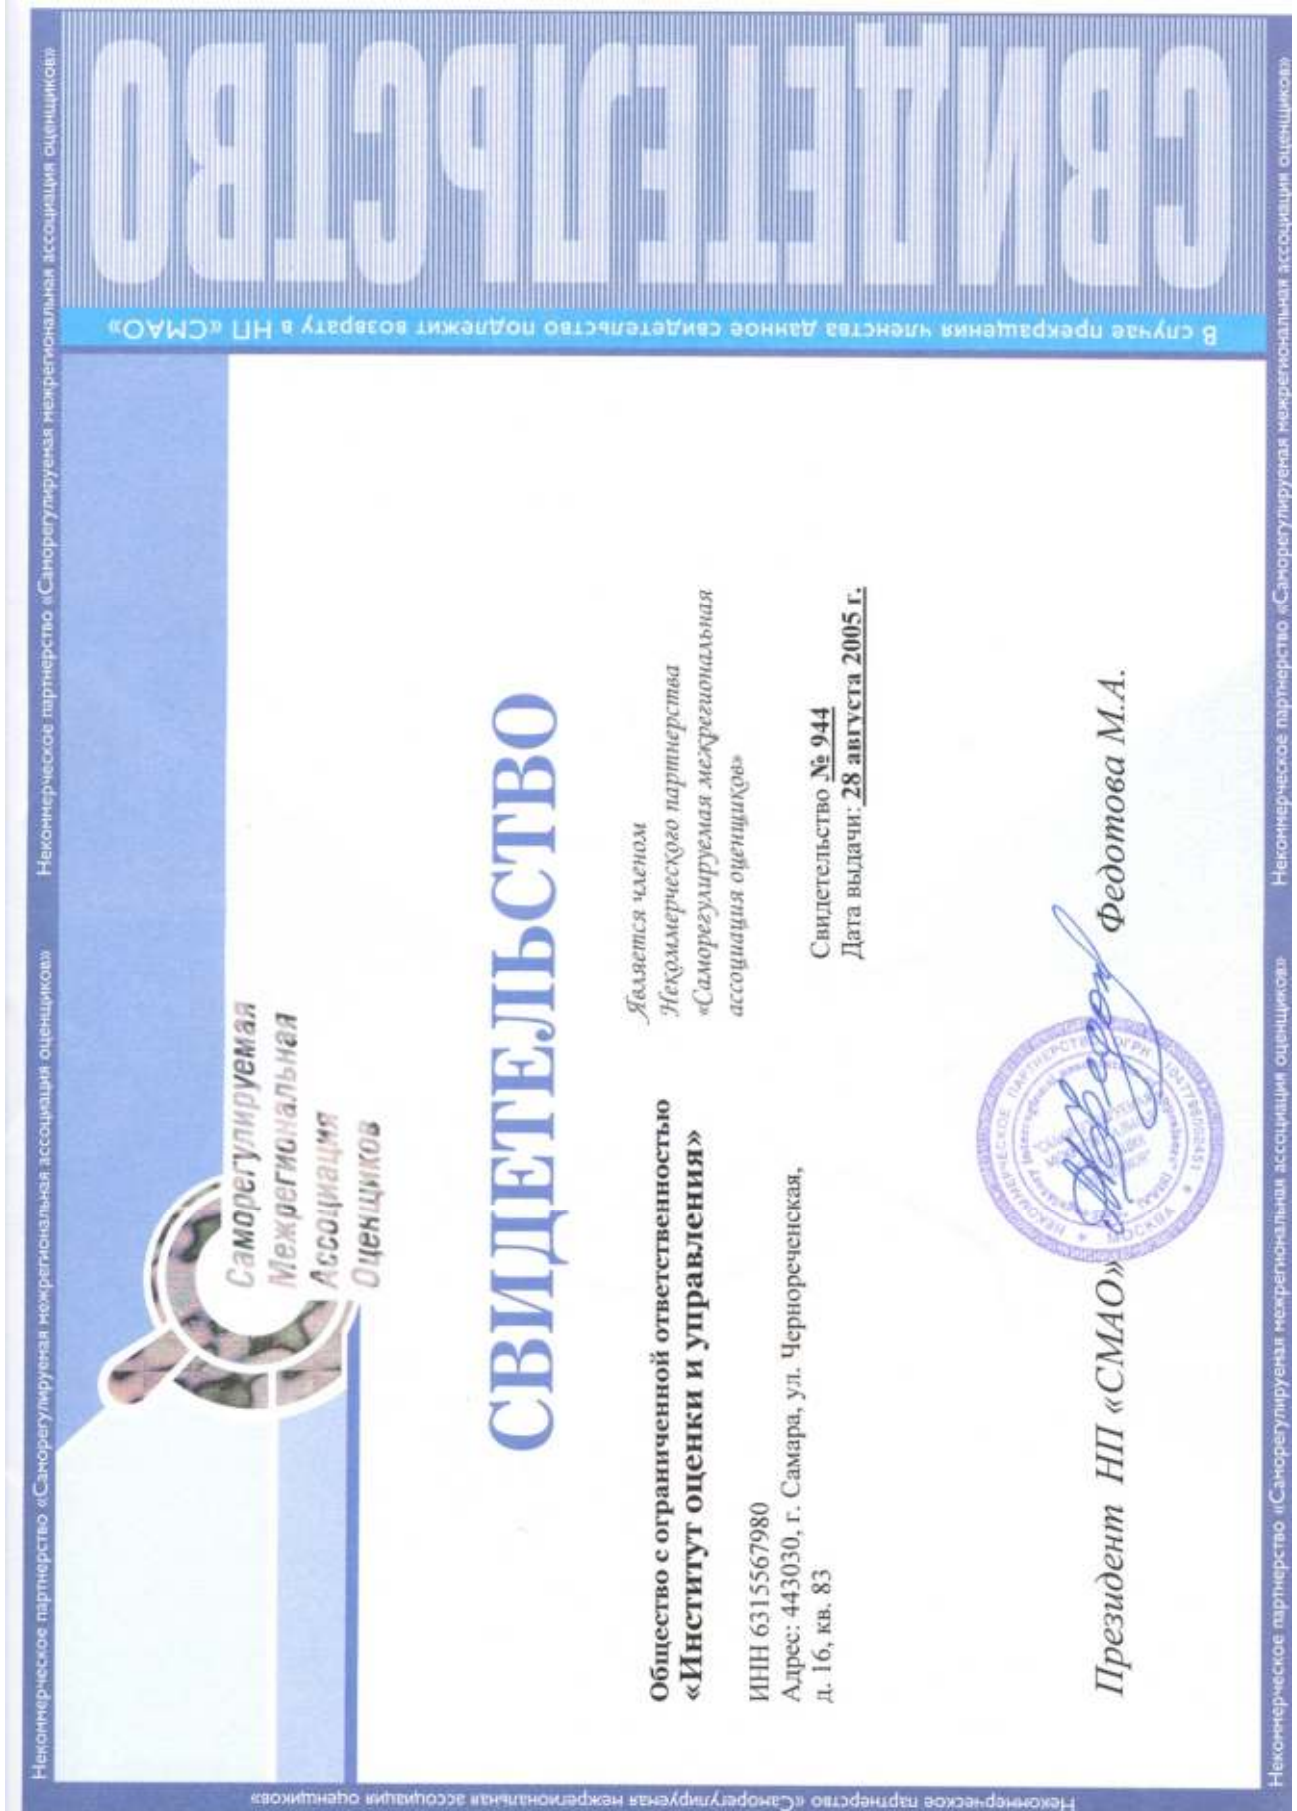 Некоммерческое партнерство «Саморегулируемая межрегиональная ассоциация оценщиков»
Некоммерческое партнерство «Саморегулируемая межрегиональная ассоциация оценщиков»
Некоммерческое партнерство «Саморегулируемая межрегиональная ассоциация оценщиков»
Саморегулируемая
Межрегиональная
Ассоциация
Оценщиков
СВИДЕТЕЛЬСТВО
Общество с ограниченной ответственностью
«Институт оценки и управления»
ИНН 6315567980
Адрес: 443030, г. Самара, ул. Чернореченская,
д. 16, кв. 83
Является членом
Некоммерческого партнерства
«Саморегулируемая межрегиональная
ассоциация оценщиков»
Свидетельство № 944
Дата выдачи: 28 августа 2005 г.
Президент НП «СМАО»
Федотова М.А.
НЕКОММЕРЧЕСКОЕ ПАРТНЕРСТВО
ОГРН
МОСКВА
В случае прекращения членства данное свидетельство подлежит возврату в НП «СМАО»
СВИДЕТЕЛЬСТВО
Некоммерческое партнерство «Саморегулируемая межрегиональная ассоциация оценщиков»
Некоммерческое партнерство «Саморегулируемая межрегиональная ассоциация оценщиков»